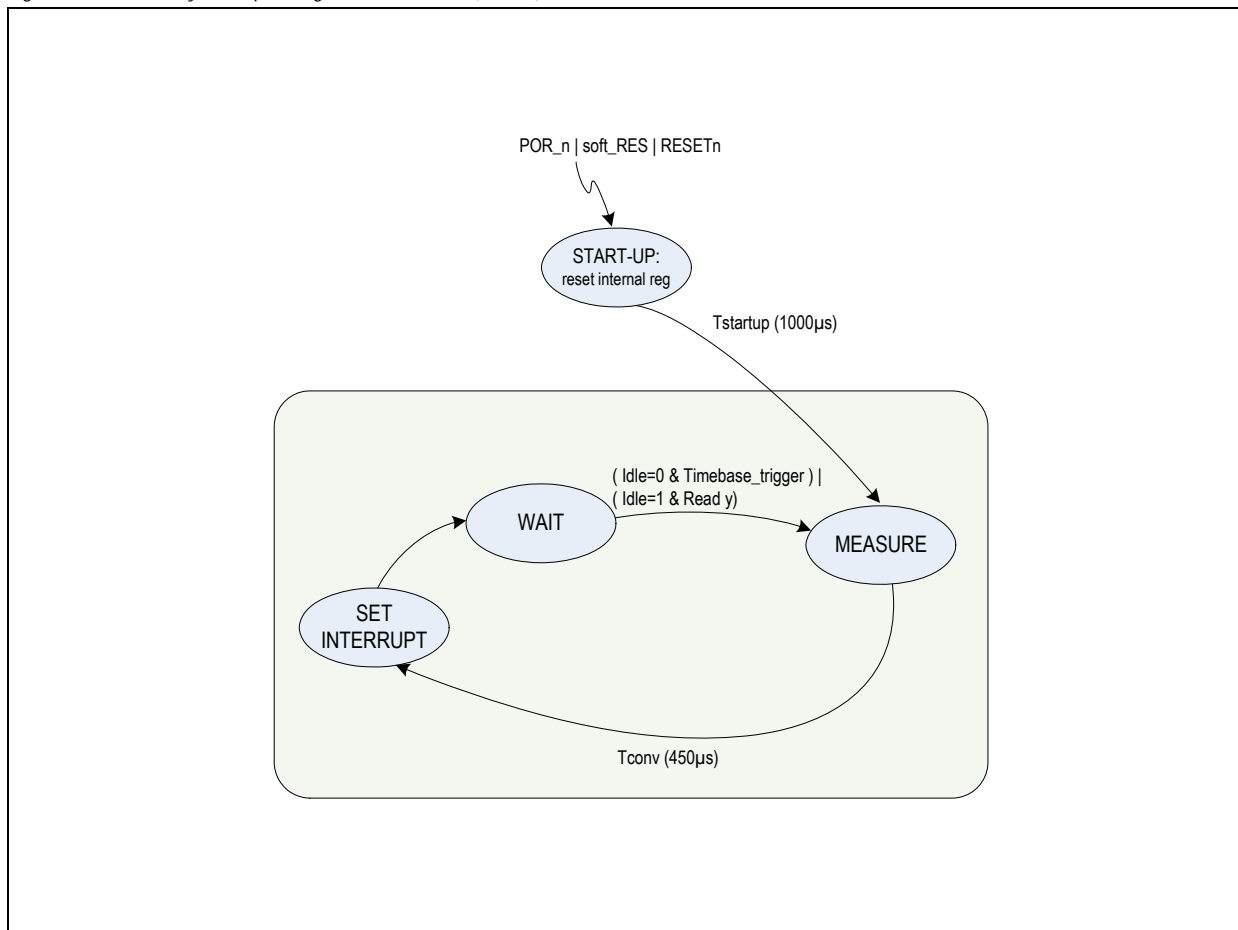 POR_n | soft_RES | RESETn
START-UP:
reset internal reg
Tstartup (1000µs)
( Idle=0 & Timebase_trigger ) |
( Idle=1 & Read y)
WAIT
MEASURE
SET
INTERRUPT
Tconv (450µs)